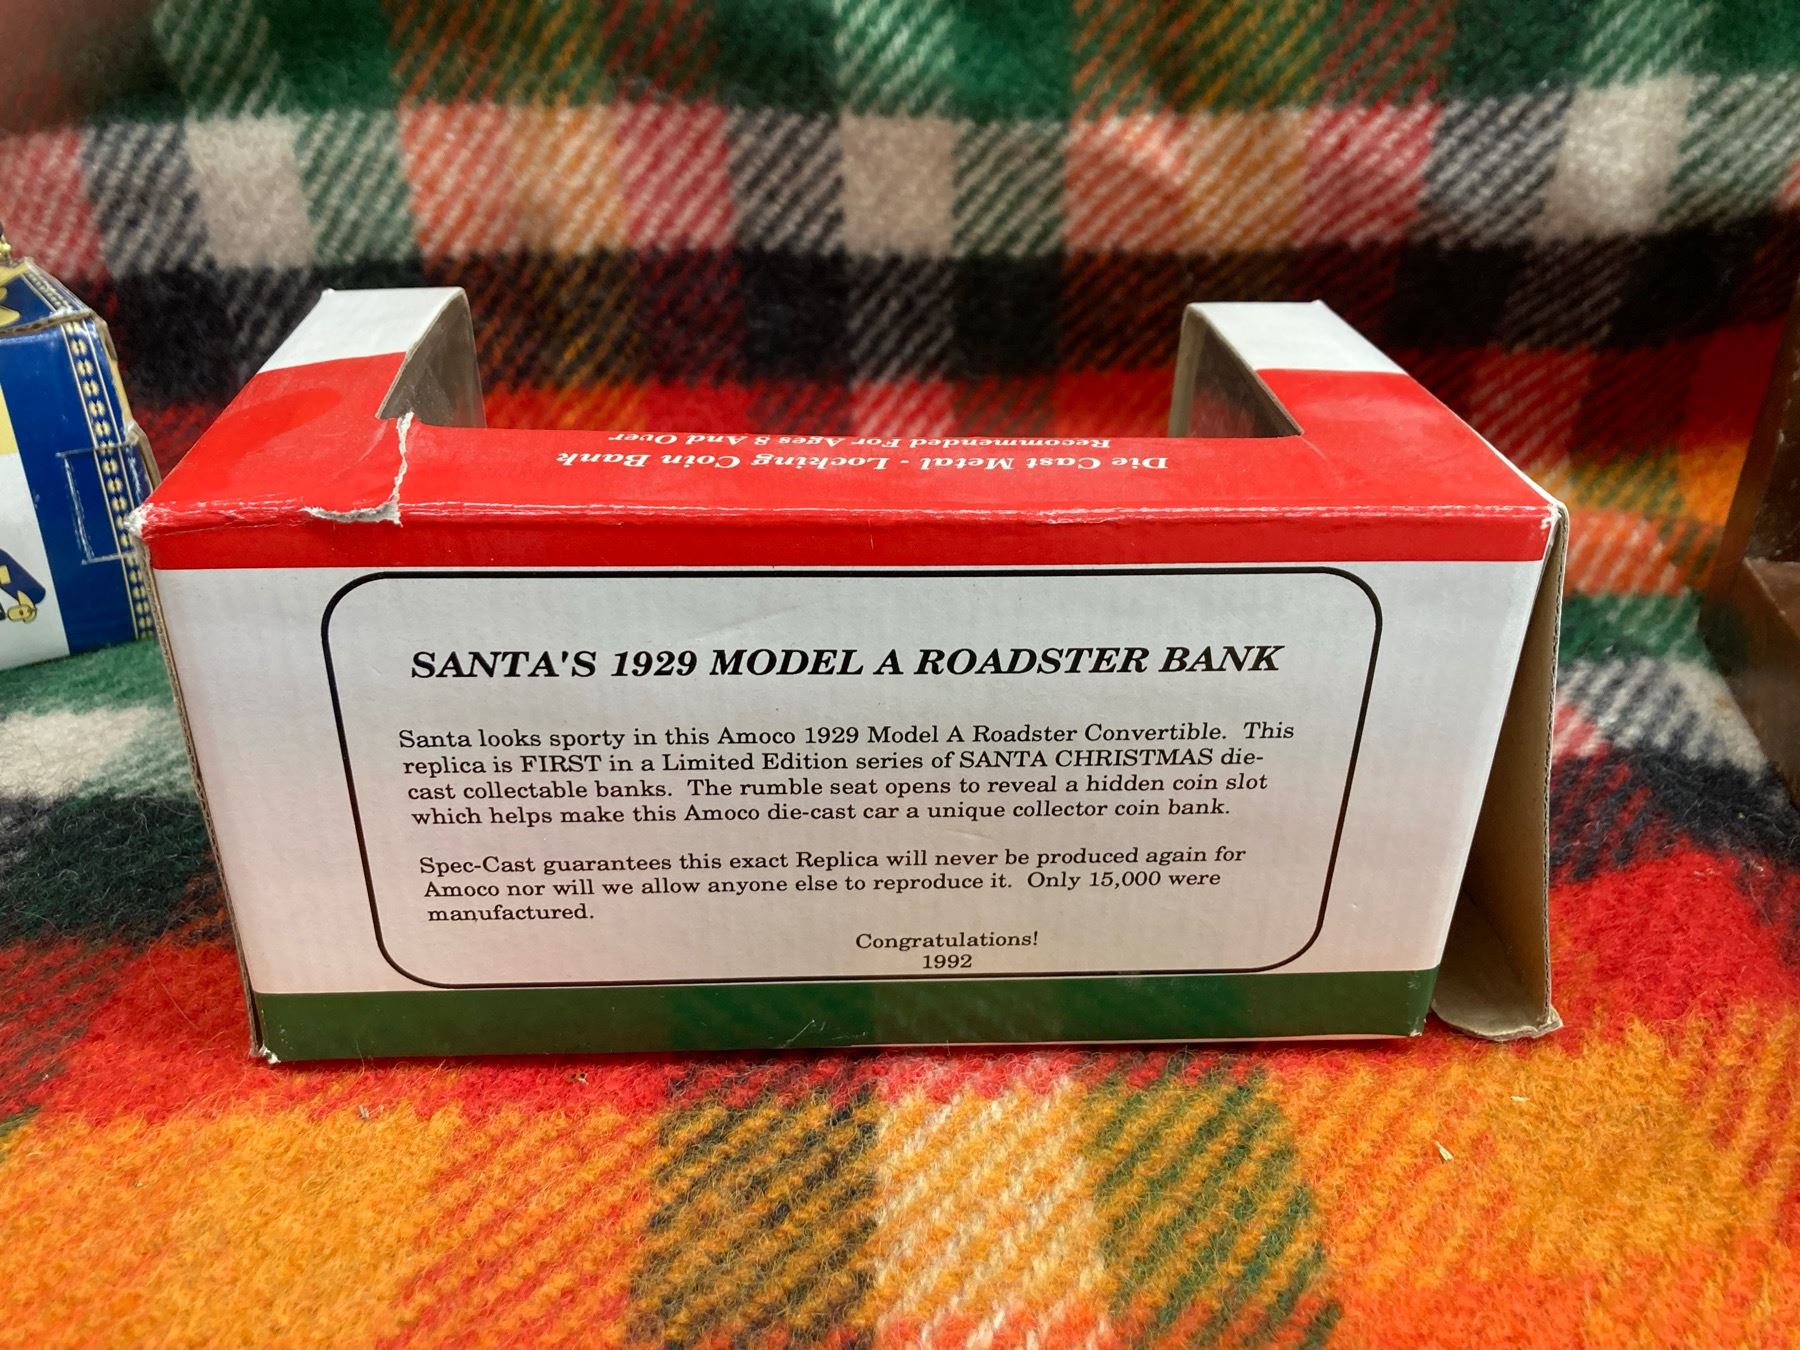 Die Cast Metal - Locking Coin Bank
Recommended For Ages 8 And Over
SANTA'S 1929 MODEL A ROADSTER BANK
Santa looks sporty in this Amoco 1929 Model A Roadster Convertible. This
replica is FIRST in a Limited Edition series of SANTA CHRISTMAS die-
cast collectable banks. The rumble seat opens to reveal a hidden coin slot
which helps make this Amoco die-cast car a unique collector coin bank.
Spec-Cast guarantees this exact Replica will never be produced again for
Amoco nor will we allow anyone else to reproduce it. Only 15,000 were
manufactured.
Congratulations!
1992